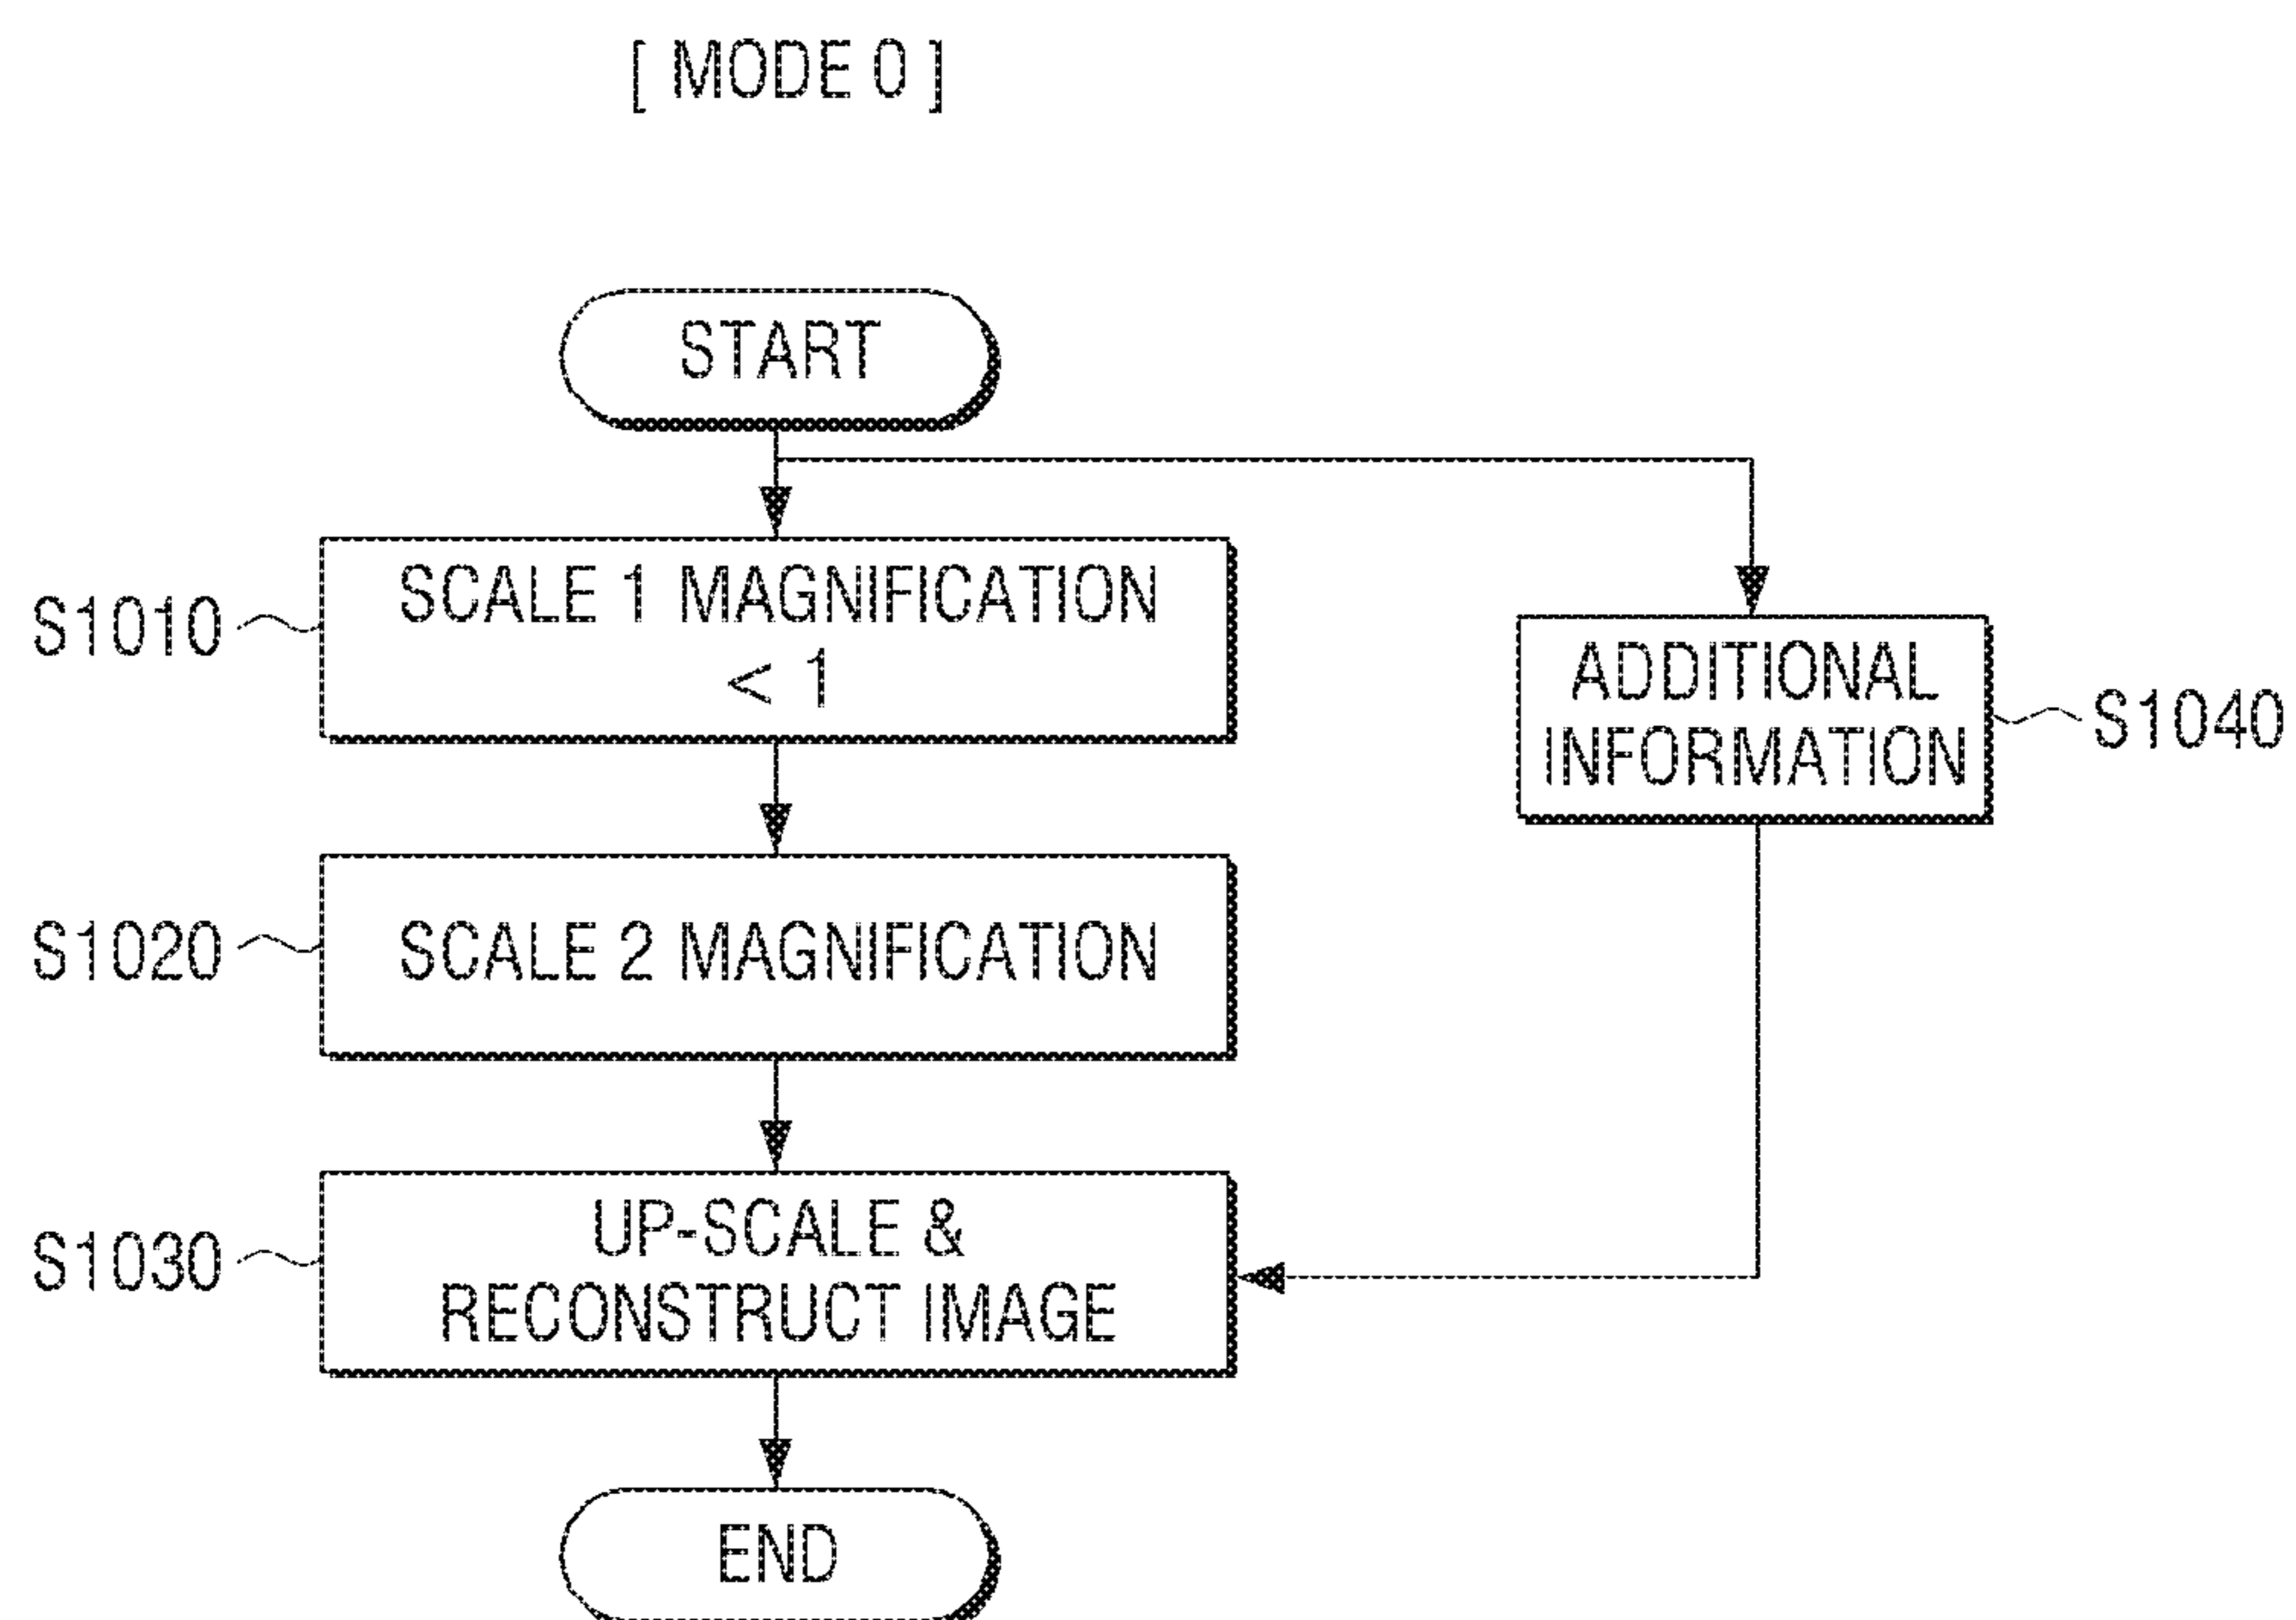 [ MODE 0 ]
START
S1010
SCALE 1 MAGNIFICATION
< 1
ADDITIONAL
INFORMATION
S1040
S1020
SCALE 2 MAGNIFICATION
S1030
UP-SCALE &
RECONSTRUCT IMAGE
END